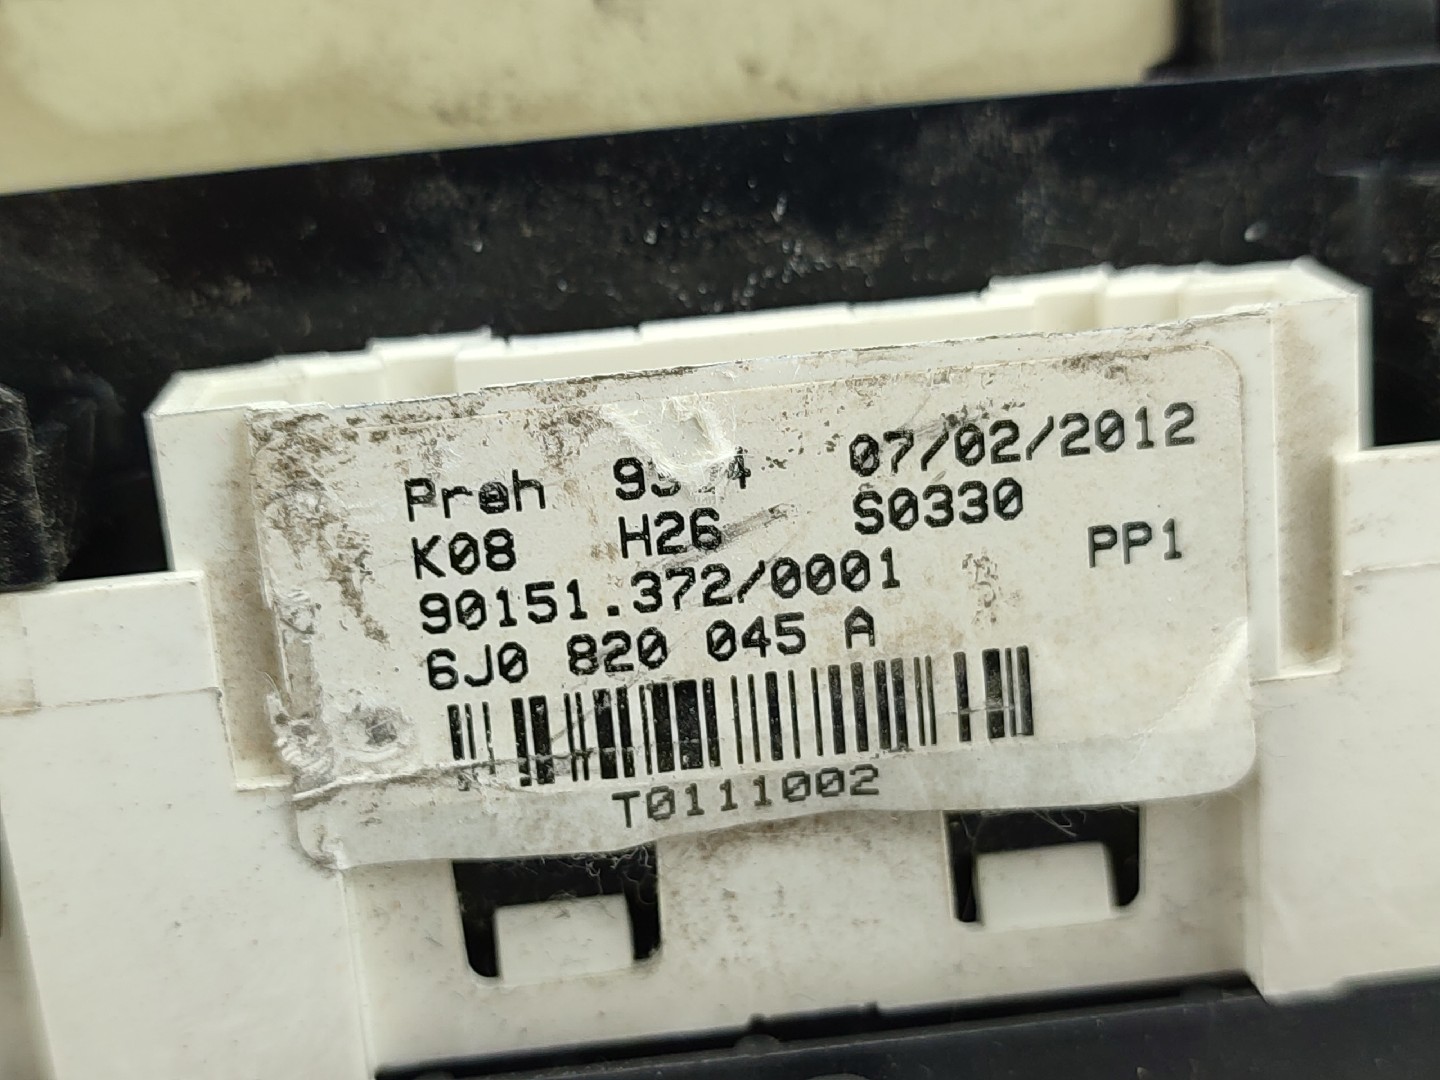 Preh 07/02/2012
K08 H26 S0330
90151.372/0001 PP1
6J0 820 045 A
T0111002